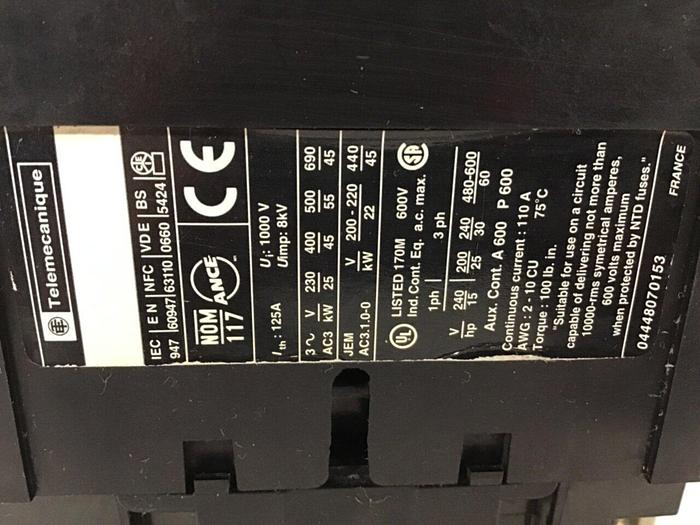 Telemecanique
IEC | EN | NFC | VDE | BS
947 | 60947 | 63110 | 0660 | 5424
NOM
117
ANCE
CE
Ith : 125A
Ui : 1000 V
Uimp: 8kV
3~ V 230 400 500 690
AC3 kW 25 45 55 45
JEM V 200 - 220 440
AC3.1.0-0 kW 22 45
UL LISTED 170M 600V SA
Ind. Cont. Eq. a.c. max.
1ph 3 ph
V 240 200 240 480-600
hp 15 25 30 60
Aux. Cont. A 600 P 600
Continuous current : 110 A
AWG : 2 - 10 CU 75°C
Torque : 100 lb. in.
"Suitable for use on a circuit
capable of delivering not more than
10000-rms symetrical amperes,
600 volts maximum
when protected by NTD fuses."
04448070153 FRANCE